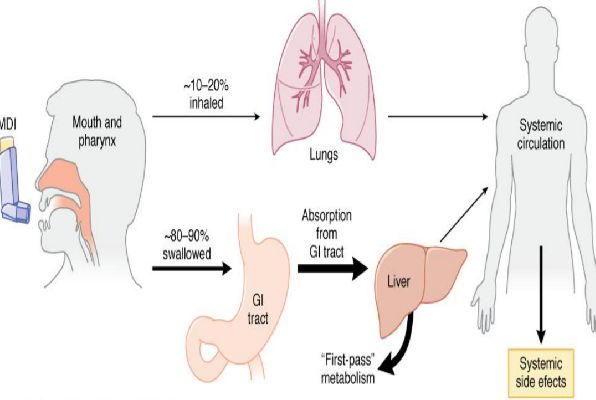 MDI
Mouth and
pharynx
~10–20%
inhaled
Lungs
Systemic
circulation
~80–90%
swallowed
GI
tract
Absorption
from
GI tract
Liver
"First-pass"
metabolism
Systemic
side efects